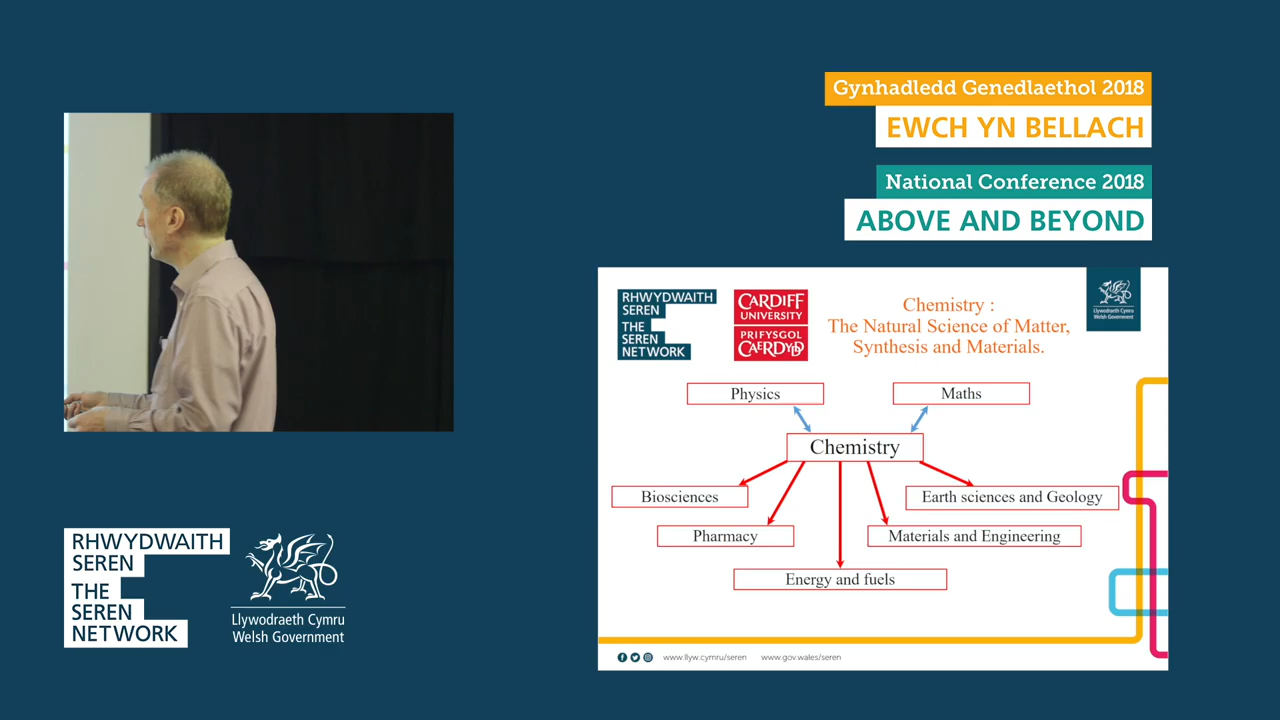 Gynhadledd Genedlaethol 2018
EWCH YN BELLACH
National Conference 2018
ABOVE AND BEYOND
RHWYDWAITH
SEREN
THE
SEREN
NETWORK
CARDIFF
UNIVERSITY
PRIFYSGOL
CAERDYDD
Chemistry :
The Natural Science of Matter,
Synthesis and Materials.
Llywodraeth Cymru
Welsh Government
Physics
Maths
Chemistry
Biosciences
Earth sciences and Geology
Pharmacy
Materials and Engineering
Energy and fuels
www.llyw.cymru/seren www.gov.wales/seren
RHWYDWAITH
SEREN
THE
SEREN
NETWORK
Llywodraeth Cymru
Welsh Government